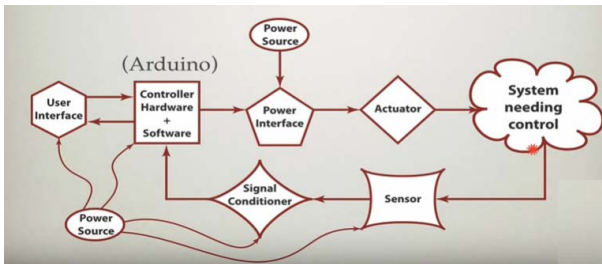 Power
Source
(Arduino)
User
Interface
Controller
Hardware
+
Software
Power
Interface
Actuator
System
needing
control
Signal
Conditioner
Sensor
Power
Source